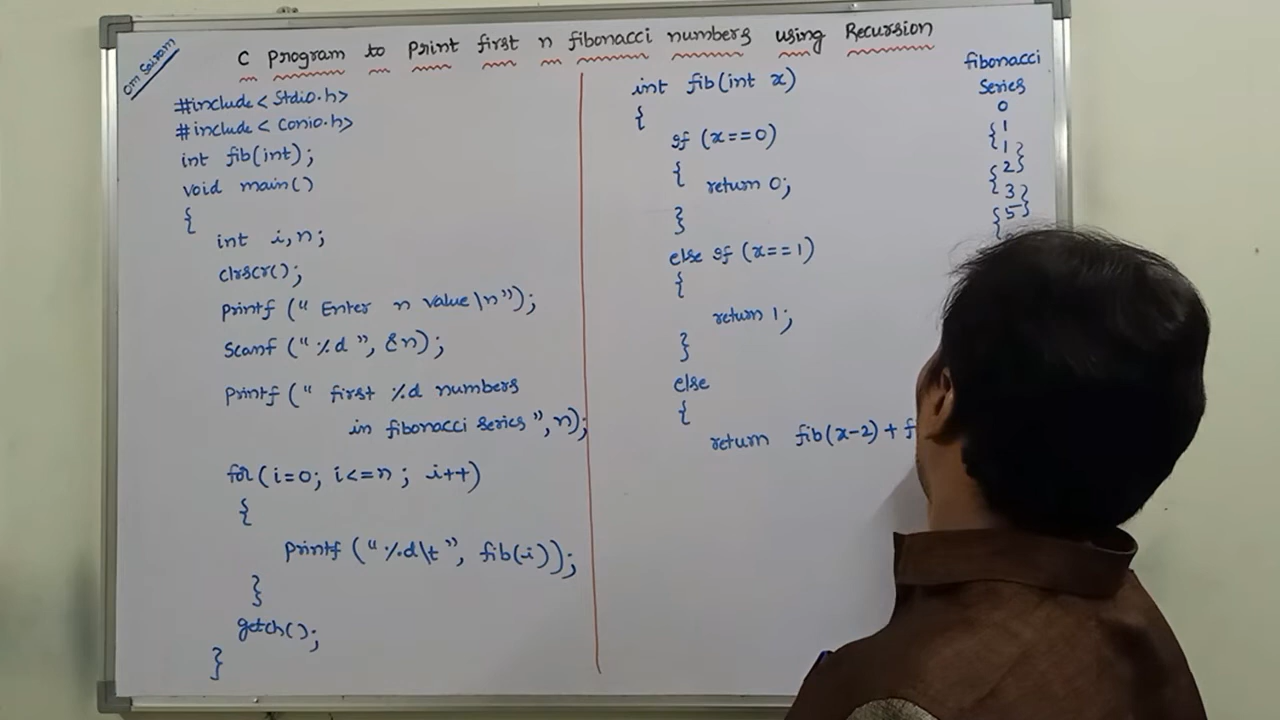 Om Sairam
C Program to Print first n fibonacci numbers using Recursion
#include < Stdio.h>
#include < Conio.h>
int fib(int);
void main()
{
int i,n;
clrscr();
Printf (" Enter n value\n");
Scanf ("%d", &n);
Printf (" first %d numbers
in fibonacci series", n);
for(i=0; i<=n; i++)
{
Printf ("%d\t", fib(i));
}
getch();
}
int fib(int x)
{
if (x==0)
{
return 0;
}
else if (x==1)
{
return 1;
}
else
{
return fib(x-2) + f
fibonacci
Series
0
1
1
2
3
5